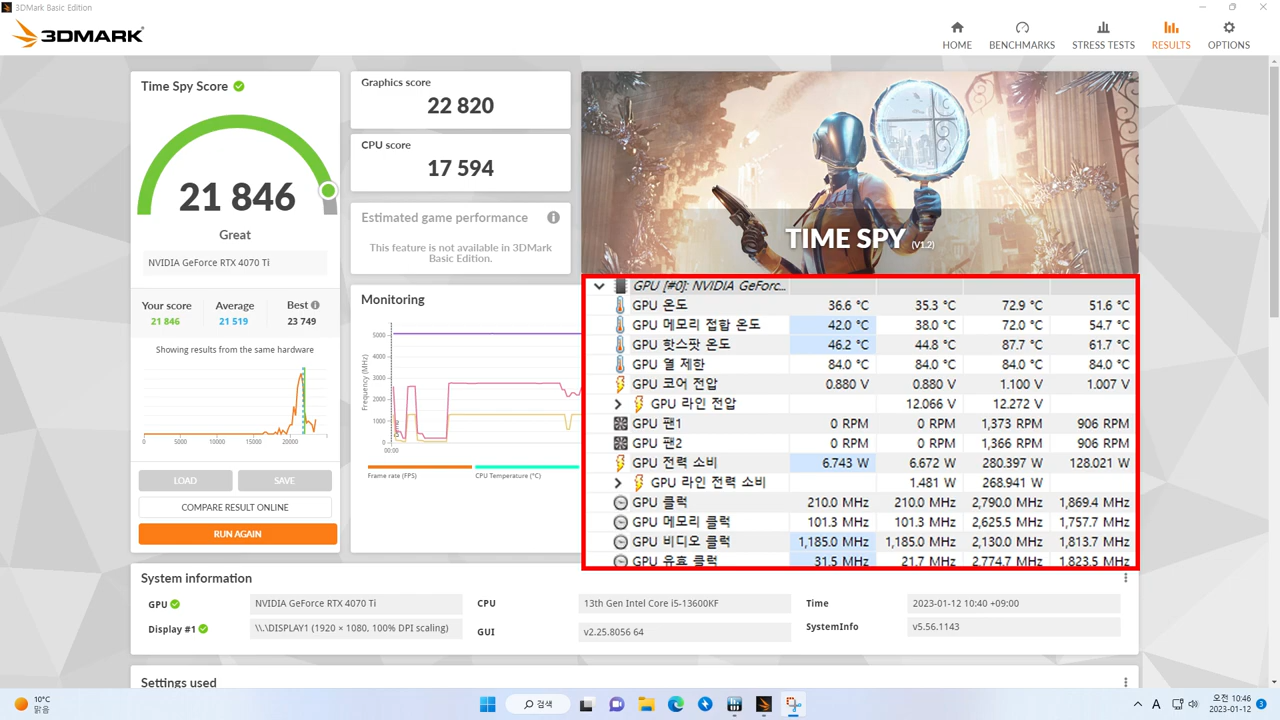 3DMark Basic Edition
3DMARK
HOME
BENCHMARKS
STRESS TESTS
RESULTS
OPTIONS
Time Spy Score
21 846
Great
NVIDIA GeForce RTX 4070 Ti
Your score
Average
Best
21 846
21 519
23 749
Showing results from the same hardware
0
5000
10000
15000
20000
LOAD
SAVE
COMPARE RESULT ONLINE
RUN AGAIN
Graphics score
22 820
CPU score
17 594
Estimated game performance
This feature is not available in 3DMark
Basic Edition.
Monitoring
Frequency (MHz)
5000
4000
3000
2000
1000
0
00:00
Frame rate (FPS)
CPU Temperature (°C)
TIME SPY (V1.2)
GPU [#0]: NVIDIA GeForc...
GPU 온도 36.6 °C 35.3 °C 72.9 °C 51.6 °C
GPU 메모리 접합 온도 42.0 °C 38.0 °C 72.0 °C 54.7 °C
GPU 핫스팟 온도 46.2 °C 44.8 °C 87.7 °C 61.7 °C
GPU 열 제한 84.0 °C 84.0 °C 84.0 °C 84.0 °C
GPU 코어 전압 0.880 V 0.880 V 1.100 V 1.007 V
GPU 라인 전압 12.066 V 12.272 V
GPU 팬1 0 RPM 0 RPM 1,373 RPM 906 RPM
GPU 팬2 0 RPM 0 RPM 1,366 RPM 906 RPM
GPU 전력 소비 6.743 W 6.672 W 280.397 W 128.021 W
GPU 라인 전력 소비 1.481 W 268.941 W
GPU 클럭 210.0 MHz 210.0 MHz 2,790.0 MHz 1,869.4 MHz
GPU 메모리 클럭 101.3 MHz 101.3 MHz 2,625.5 MHz 1,757.7 MHz
GPU 비디오 클럭 1,185.0 MHz 1,185.0 MHz 2,130.0 MHz 1,813.7 MHz
GPU 유효 클럭 31.5 MHz 21.7 MHz 2,774.7 MHz 1,823.5 MHz
System information
GPU
NVIDIA GeForce RTX 4070 Ti
CPU
13th Gen Intel Core i5-13600KF
Time
2023-01-12 10:40 +09:00
Display #1
\\.\DISPLAY1 (1920 × 1080, 100% DPI scaling)
GUI
v2.25.8056 64
SystemInfo
v5.56.1143
Settings used
10°C
맑음
검색
A
오전 10:46
2023-01-12
3